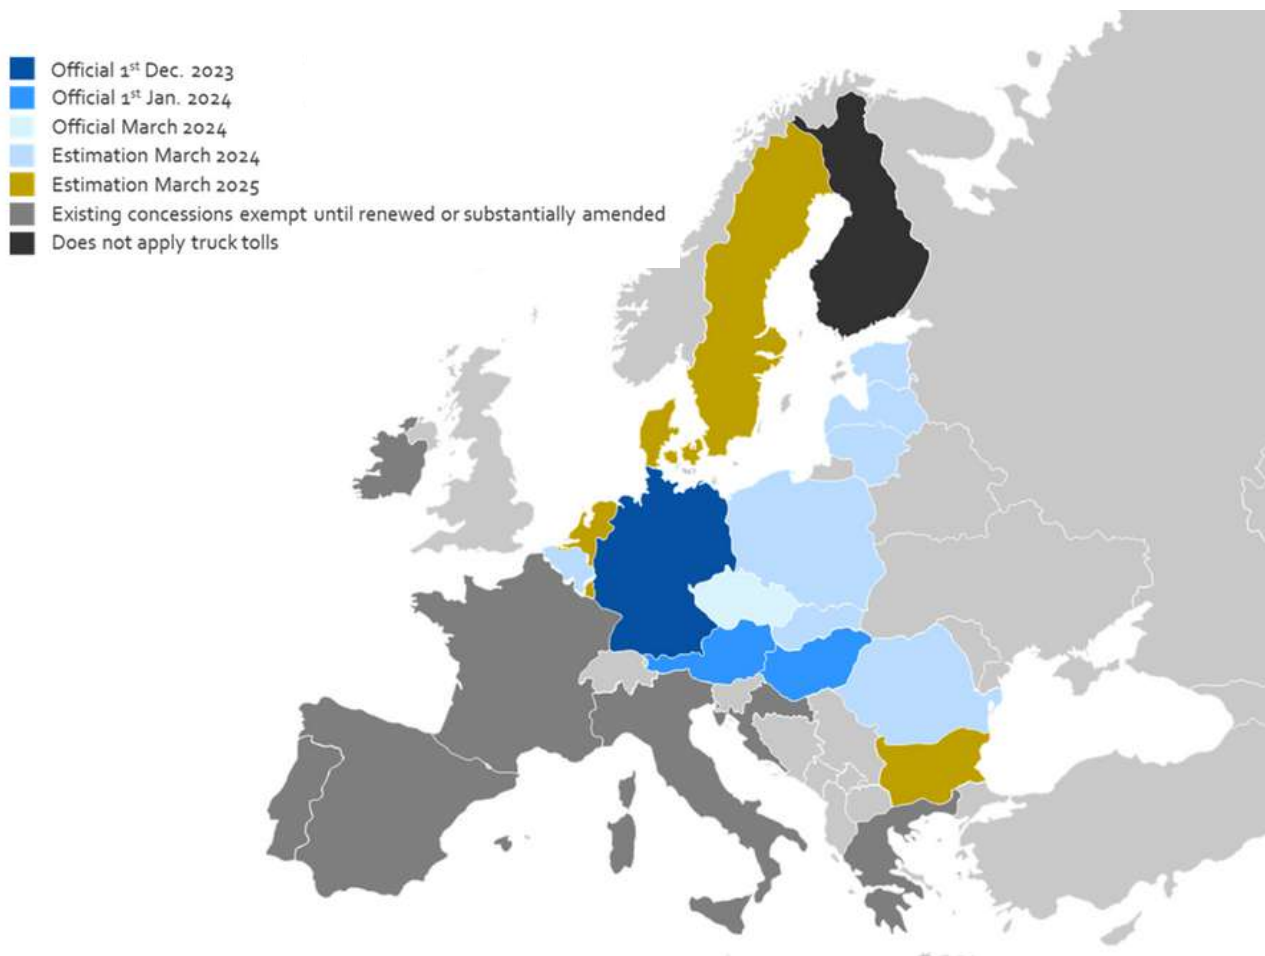 Official 1st Dec. 2023
Official 1st Jan. 2024
Official March 2024
Estimation March 2024
Estimation March 2025
Existing concessions exempt until renewed or substantially amended
Does not apply truck tolls